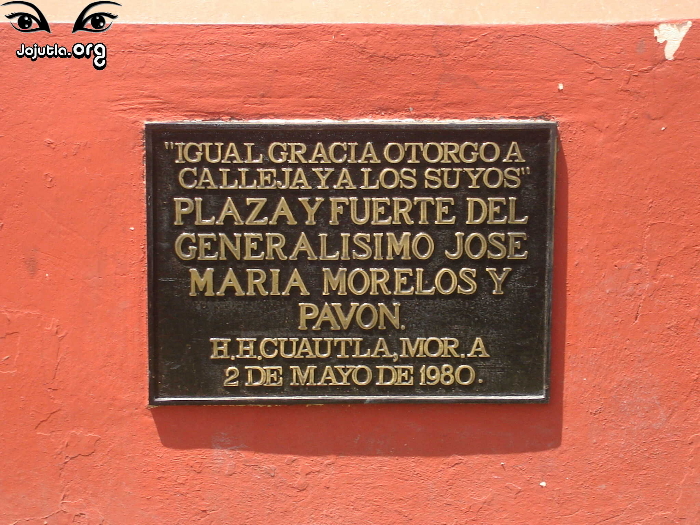 Jojutla.org
"IGUAL GRACIA OTORGO A
CALLEJA Y A LOS SUYOS"
PLAZA Y FUERTE DEL
GENERALISIMO JOSE
MARIA MORELOS Y
PAVON.
H.H.CUAUTLA,MOR.A
2 DE MAYO DE 1980.